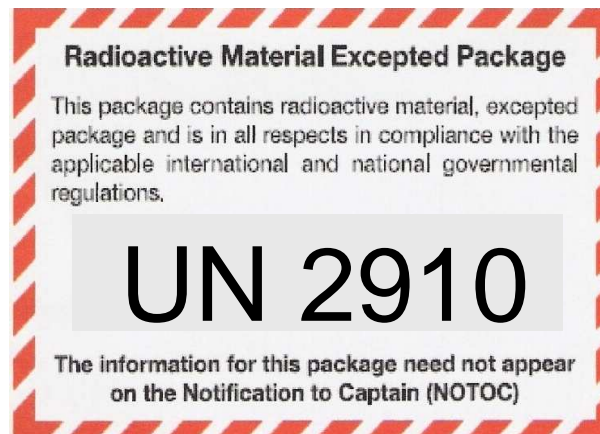 Radioactive Material Excepted Package
This package contains radioactive material, excepted
package and is in all respects in compliance with the
applicable international and national governmental
regulations.
UN 2910
The information for this package need not appear
on the Notification to Captain (NOTOC)